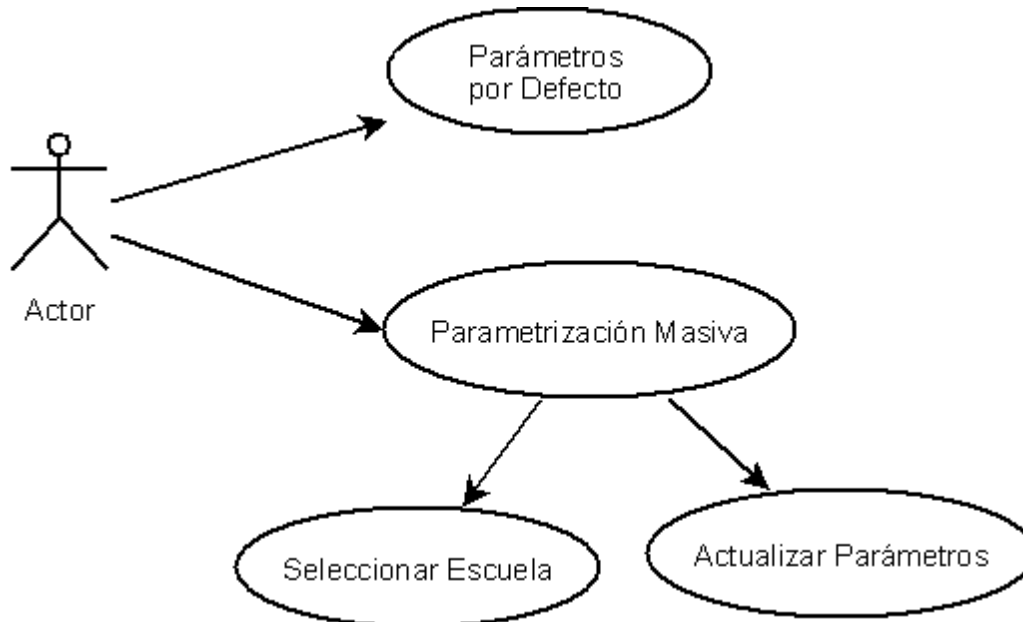 Parámetros
por Defecto
Actor
Parametrización Masiva
Seleccionar Escuela
Actualizar Parámetros